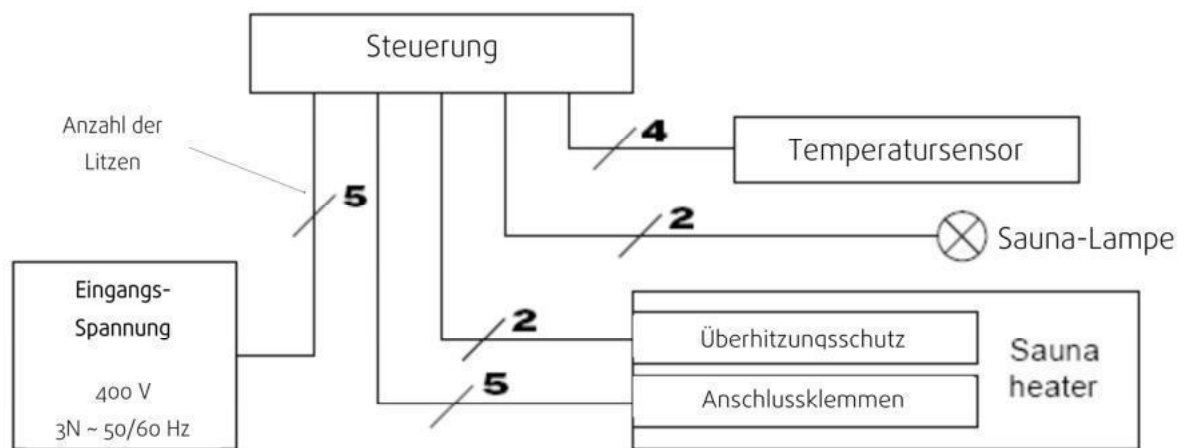 Steuerung
Anzahl der
Litzen
4
Temperatursensor
5
2
Sauna-Lampe
Eingangs-
Spannung
400 V
3N ~ 50/60 Hz
2
Überhitzungsschutz
5
Anschlussklemmen
Sauna
heater